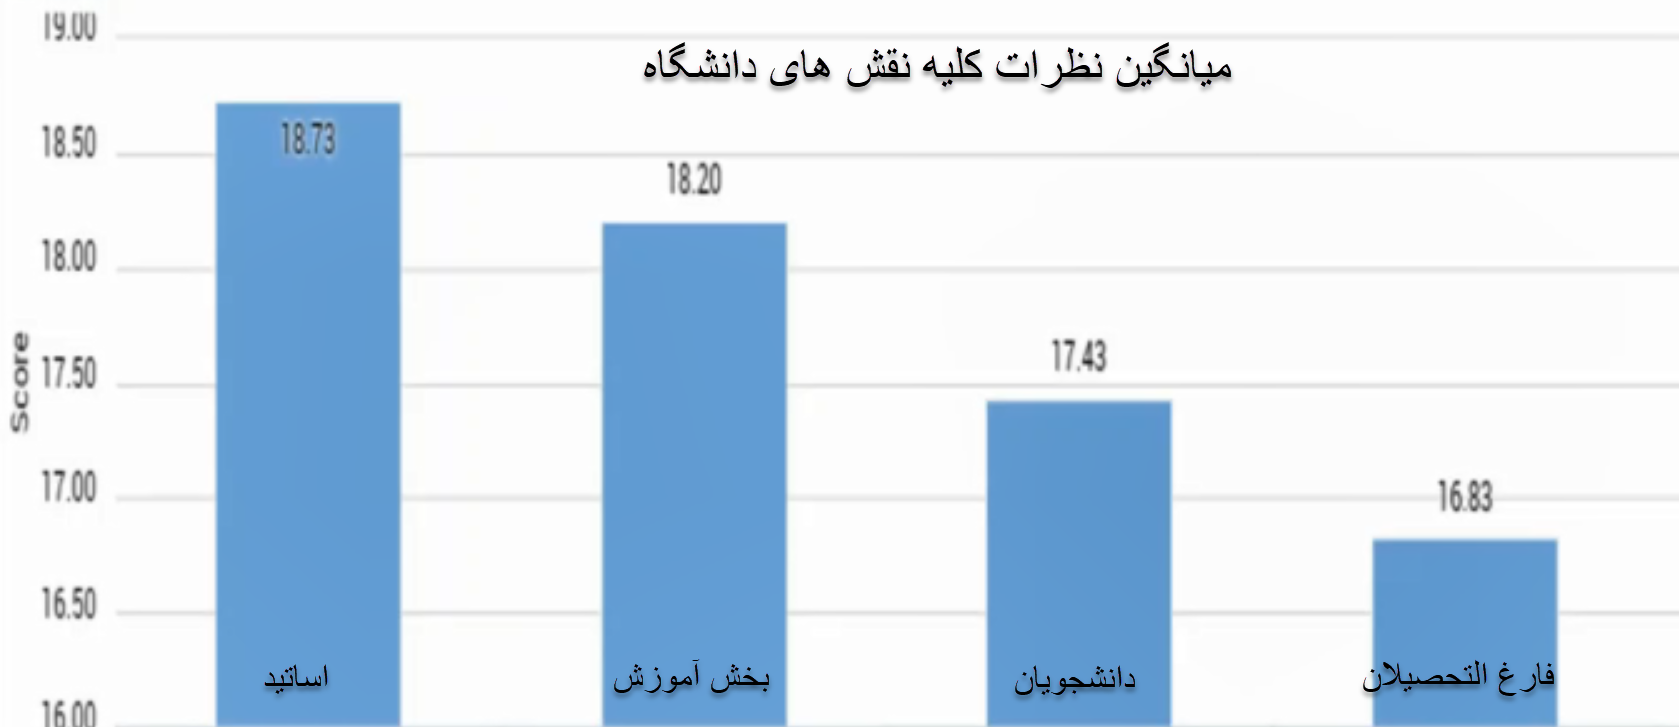 میانگین نظرات کلیه نقش های دانشگاه
Score
19.00
18.50
18.00
17.50
17.00
16.50
16.00
18.73
18.20
17.43
16.83
اساتید
بخش آموزش
دانشجویان
فارغ التحصیلان